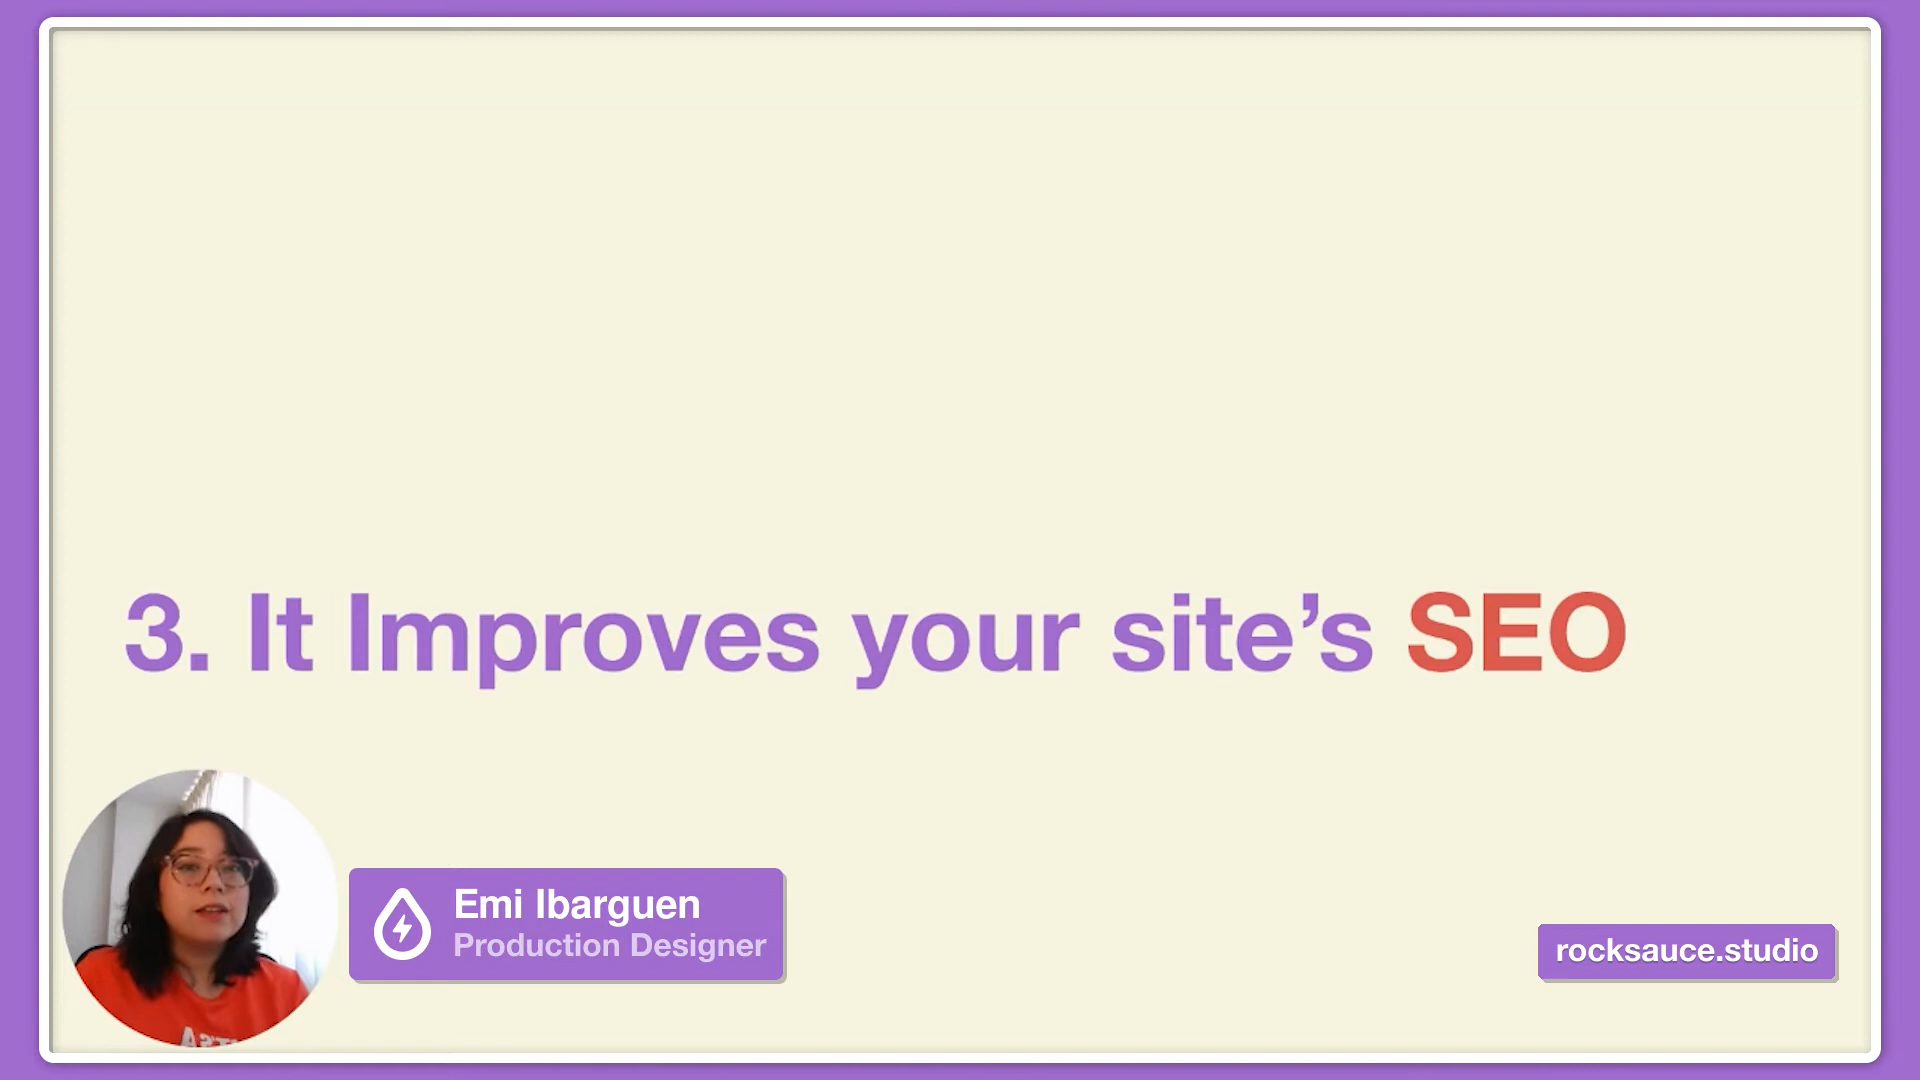 3. It Improves your site’s SEO
Emi Ibarguen
Production Designer
rocksauce.studio